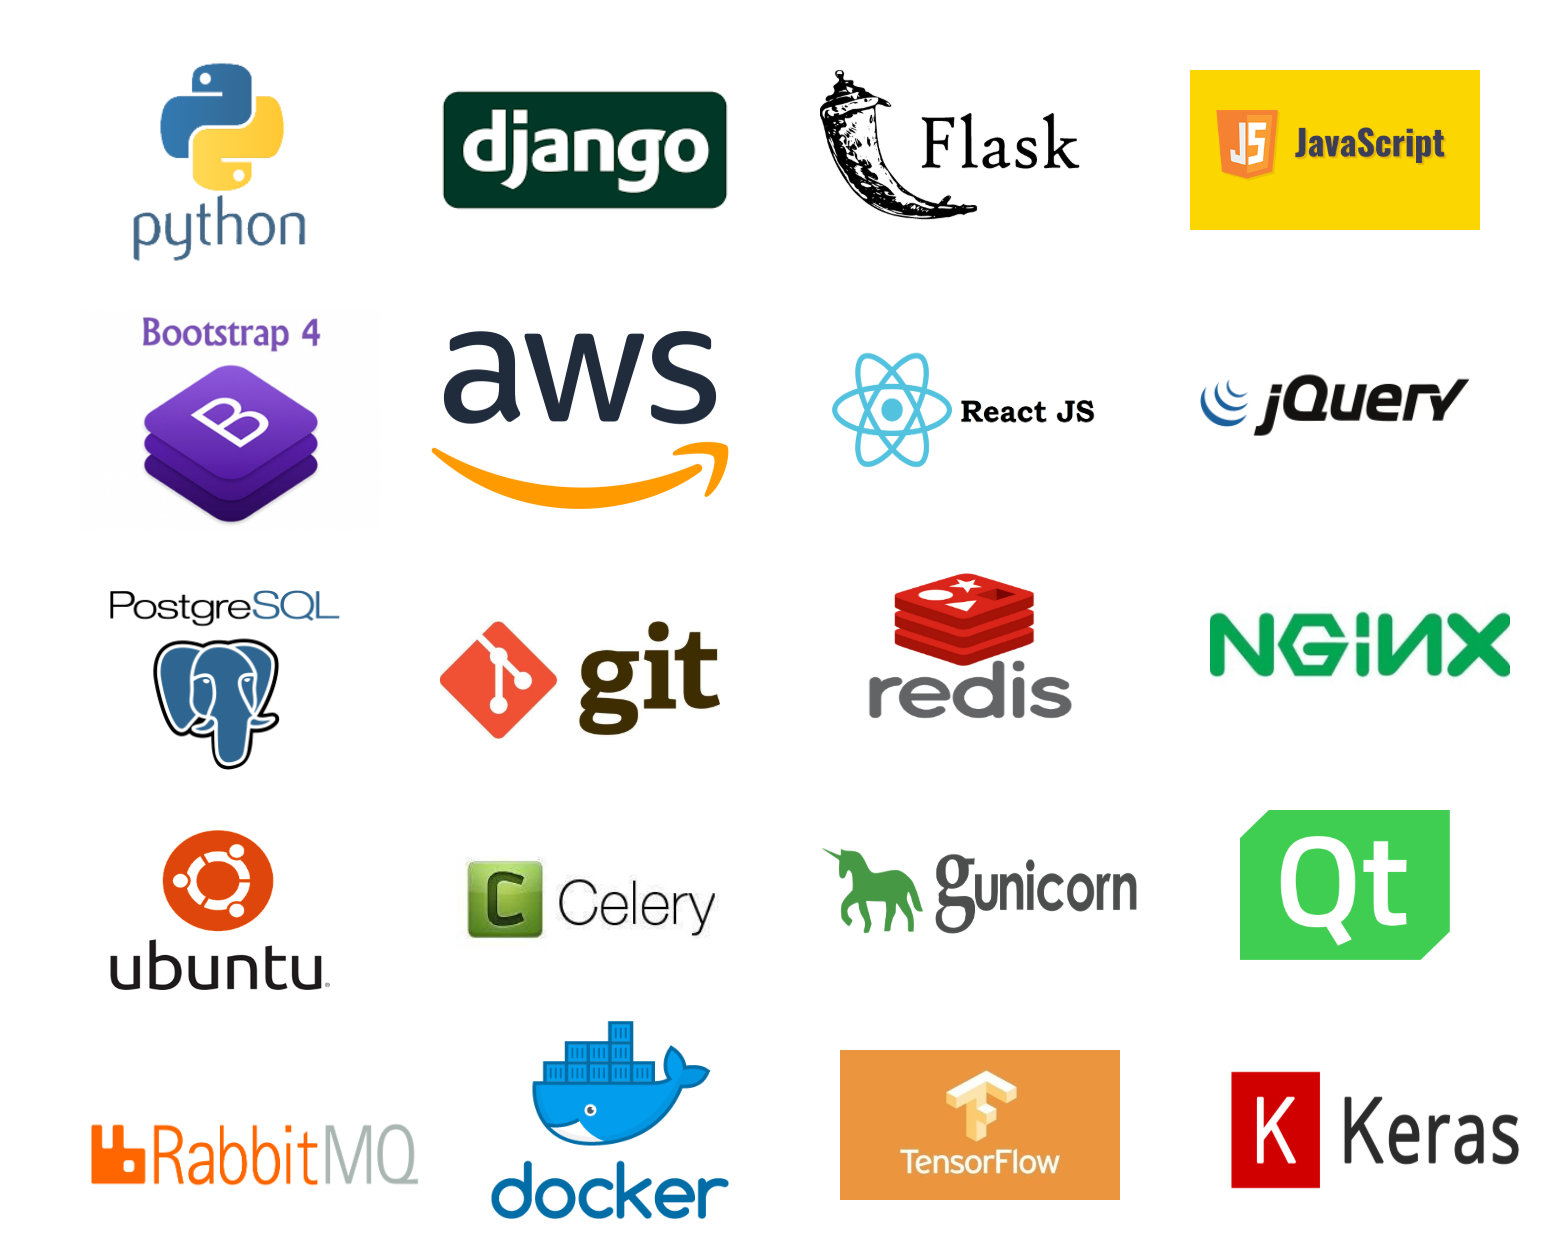 python
django
Flask
JS JavaScript
Bootstrap 4
B
aws
React JS
jQuery
PostgreSQL
git
redis
NGiNX
ubuntu
C Celery
gunicorn
Qt
RabbitMQ
docker
TensorFlow
K Keras